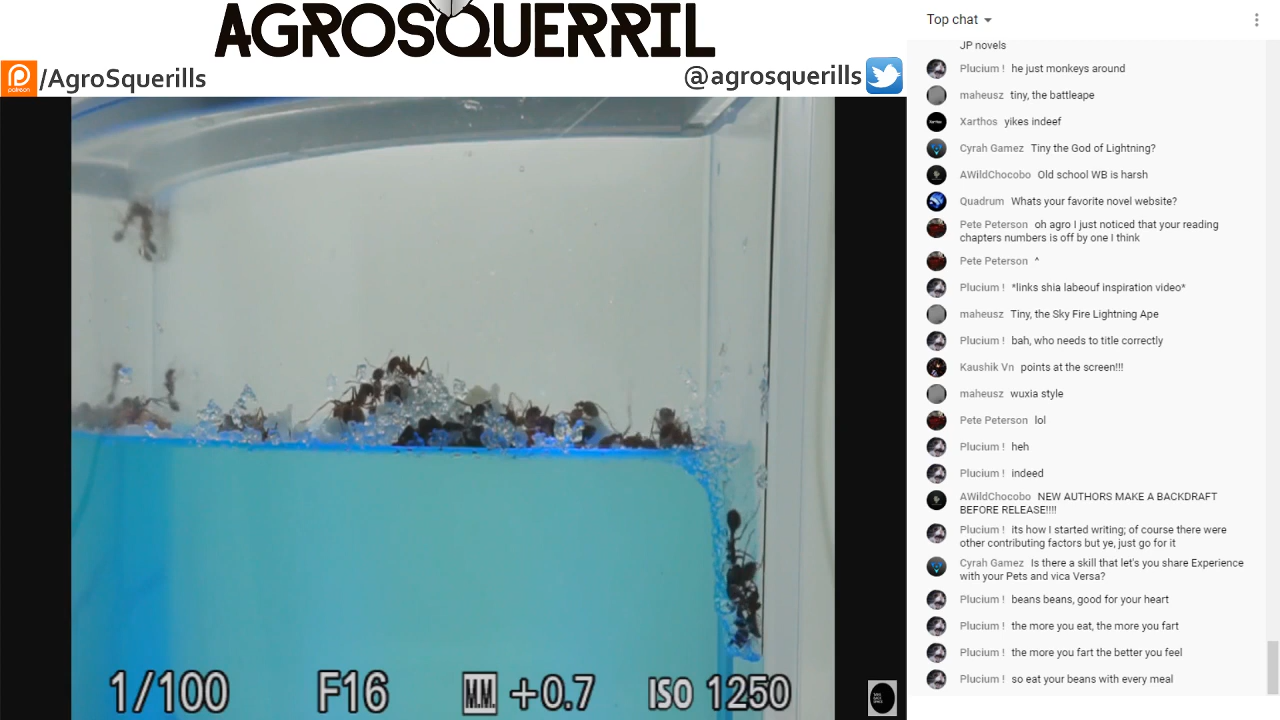 AGROSQUERRIL
/AgroSquerills
@agrosquerills
patreon
Top chat
JP novels
Plucium ! he just monkeys around
maheusz tiny, the battleape
Xarthos yikes indeef
Cyrah Gamez Tiny the God of Lightning?
AWildChocobo Old school WB is harsh
Quadrum Whats your favorite novel website?
Pete Peterson oh agro I just noticed that your reading
chapters numbers is off by one I think
Pete Peterson ^
Plucium ! *links shia labeouf inspiration video*
maheusz Tiny, the Sky Fire Lightning Ape
Plucium ! bah, who needs to title correctly
Kaushik Vn points at the screen!!!
maheusz wuxia style
Pete Peterson lol
Plucium ! heh
Plucium ! indeed
AWildChocobo NEW AUTHORS MAKE A BACKDRAFT
BEFORE RELEASE!!!!
Plucium ! its how I started writing; of course there were
other contributing factors but ye, just go for it
Cyrah Gamez Is there a skill that let's you share Experience
with your Pets and vica Versa?
Plucium ! beans beans, good for your heart
Plucium ! the more you eat, the more you fart
Plucium ! the more you fart the better you feel
Plucium ! so eat your beans with every meal
1/100 F16 M.M. +0.7 ISO 1250